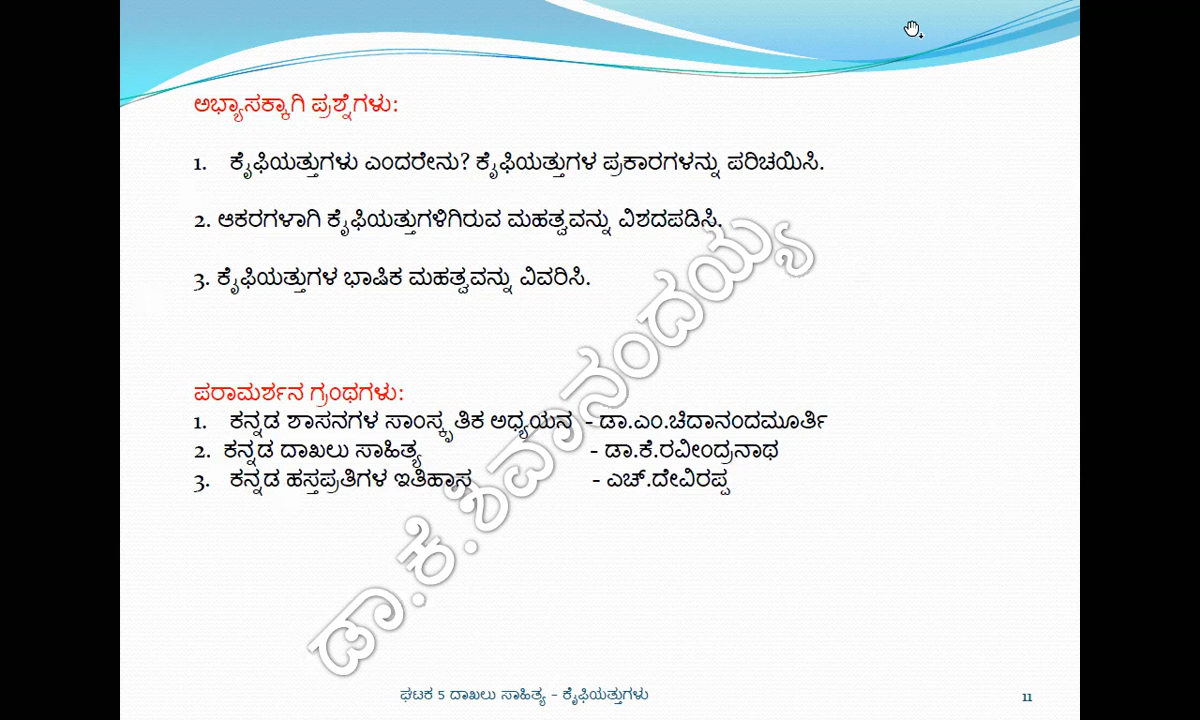 ಅಭ್ಯಾಸಕ್ಕಾಗಿ ಪ್ರಶ್ನೆಗಳು:
1. ಕೈಫಿಯತ್ತುಗಳು ಎಂದರೇನು? ಕೈಫಿಯತ್ತುಗಳ ಪ್ರಕಾರಗಳನ್ನು ಪರಿಚಯಿಸಿ.
2. ಆಕರಗಳಾಗಿ ಕೈಫಿಯತ್ತುಗಳಿಗಿರುವ ಮಹತ್ವವನ್ನು ವಿಶದಪಡಿಸಿ.
3. ಕೈಫಿಯತ್ತುಗಳ ಭಾಷಿಕ ಮಹತ್ವವನ್ನು ವಿವರಿಸಿ.
ಪರಾಮರ್ಶನ ಗ್ರಂಥಗಳು:
1. ಕನ್ನಡ ಶಾಸನಗಳ ಸಾಂಸ್ಕೃತಿಕ ಅಧ್ಯಯನ - ಡಾ.ಎಂ.ಚಿದಾನಂದಮೂರ್ತಿ
2. ಕನ್ನಡ ದಾಖಲು ಸಾಹಿತ್ಯ - ಡಾ.ಕೆ.ರವೀಂದ್ರನಾಥ
3. ಕನ್ನಡ ಹಸ್ತಪ್ರತಿಗಳ ಇತಿಹಾಸ - ಎಚ್.ದೇವಿರಪ್ಪ
ಡಾ.ಕೆ.ಶಿವಾನಂದಯ್ಯ
ಘಟಕ 5 ದಾಖಲು ಸಾಹಿತ್ಯ - ಕೈಫಿಯತ್ತುಗಳು 11